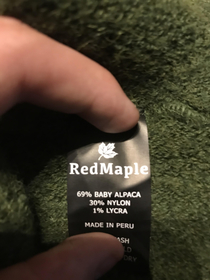 RedMaple
69% BABY ALPACA
30% NYLON
1% LYCRA
MADE IN PERU